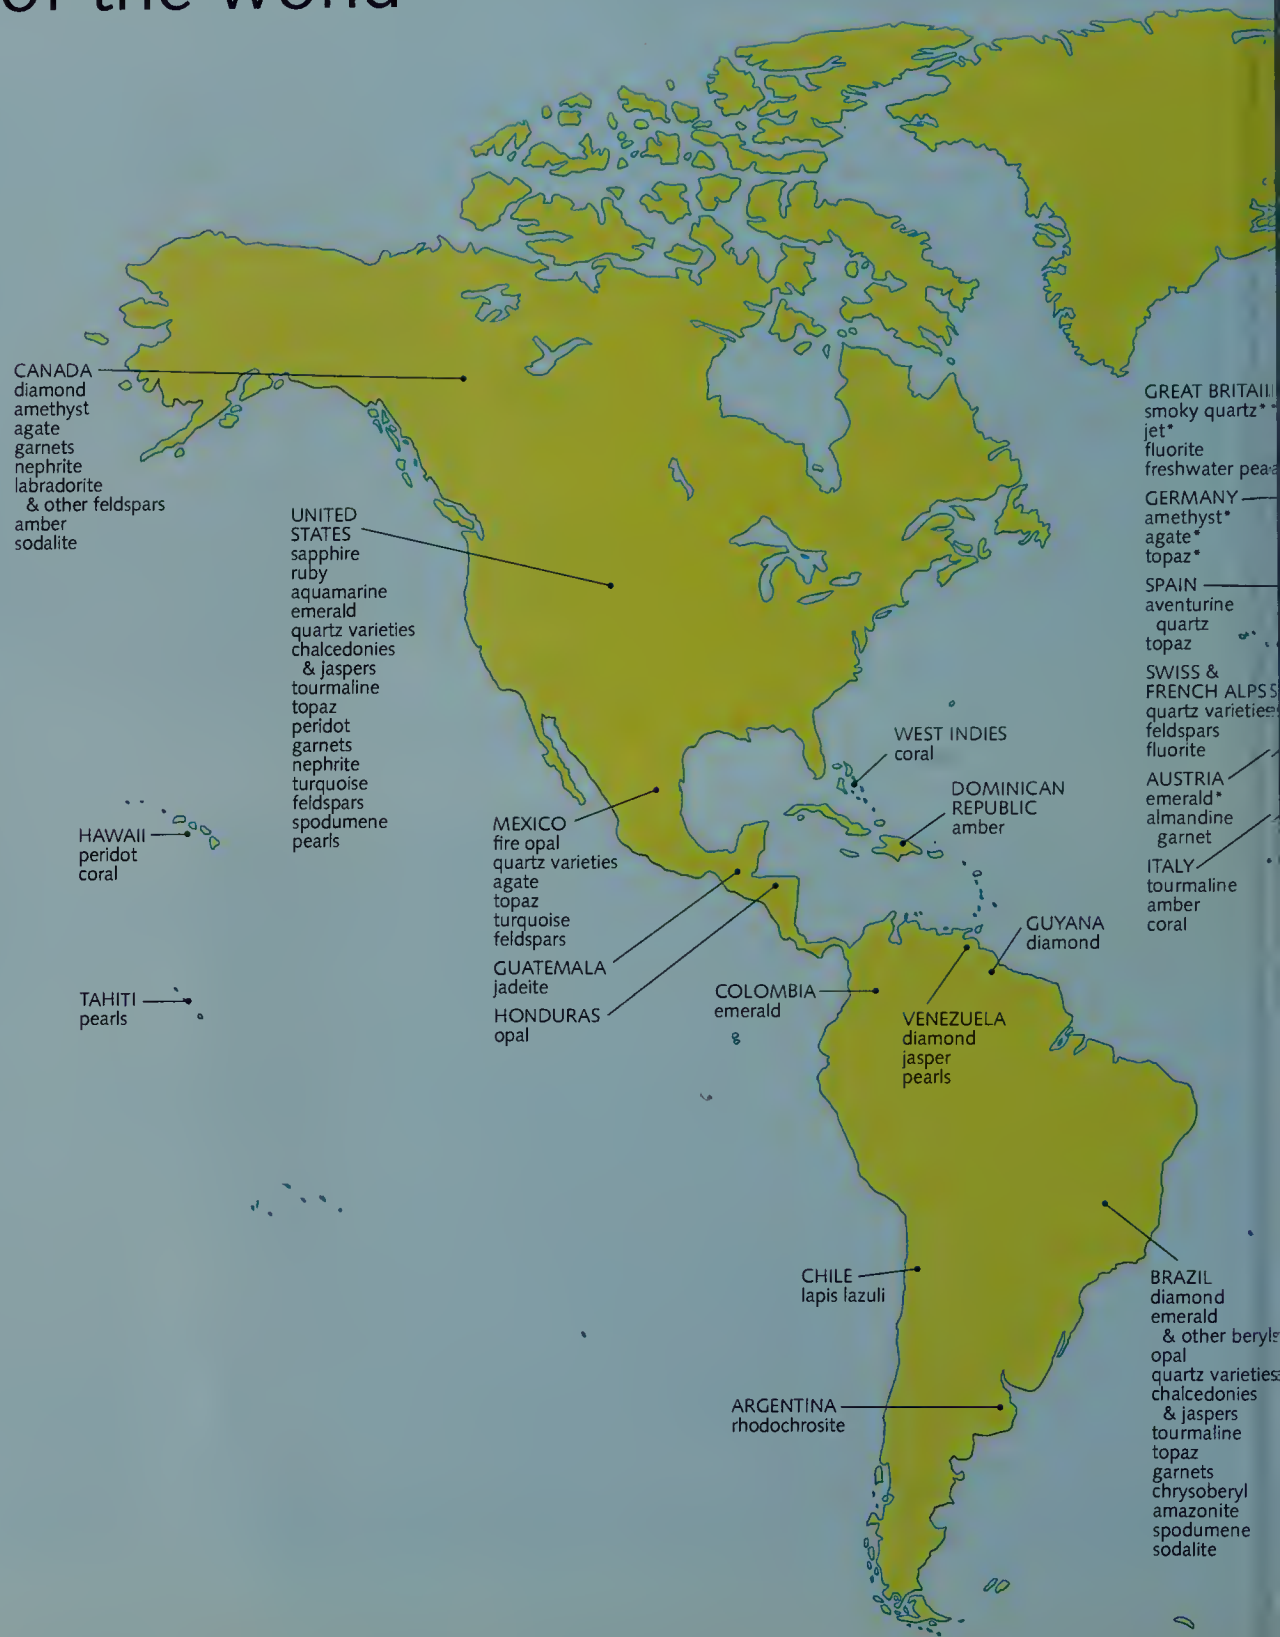 of the world
CANADA
diamond
amethyst
agate
garnets
nephrite
labradorite
& other feldspars
amber
sodalite
UNITED
STATES
sapphire
ruby
aquamarine
emerald
quartz varieties
chalcedonies
& jaspers
tourmaline
topaz
peridot
garnets
nephrite
turquoise
feldspars
spodumene
pearls
HAWAII
peridot
coral
TAHITI
pearls
MEXICO
fire opal
quartz varieties
agate
topaz
turquoise
feldspars
GUATEMALA
jadeite
HONDURAS
opal
WEST INDIES
coral
DOMINICAN
REPUBLIC
amber
GUYANA
diamond
COLOMBIA
emerald
VENEZUELA
diamond
jasper
pearls
CHILE
lapis lazuli
ARGENTINA
rhodochrosite
BRAZIL
diamond
emerald
& other beryls
opal
quartz varieties
chalcedonies
& jaspers
tourmaline
topaz
garnets
chrysoberyl
amazonite
spodumene
sodalite
GREAT
smoky quartz*
jet*
fluorite
freshwater
GERMANY
amethyst*
agate*
topaz*
SPAIN
aventurine
quartz
topaz
SWISS &
FRENCH ALPS
quartz varieties
feldspars
fluorite
AUSTRIA
emerald*
almandine
garnet
ITALY
tourmaline
amber
coral